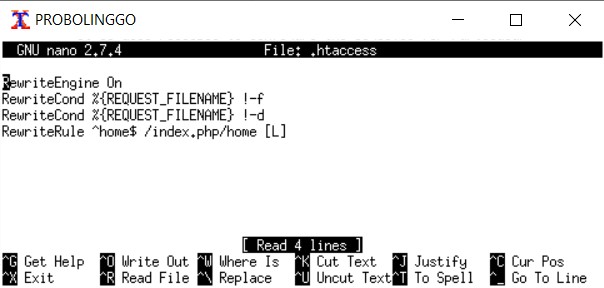 PROBOLINGGO
GNU nano 2.7.4 File: .htaccess
RewriteEngine On
RewriteCond %{REQUEST_FILENAME} !-f
RewriteCond %{REQUEST_FILENAME} !-d
RewriteRule ^home$ /index.php/home [L]
[ Read 4 lines ]
^G Get Help ^O Write Out ^W Where Is ^K Cut Text ^J Justify ^C Cur Pos
^X Exit ^R Read File ^\ Replace ^U Uncut Text ^T To Spell ^_ Go To Line